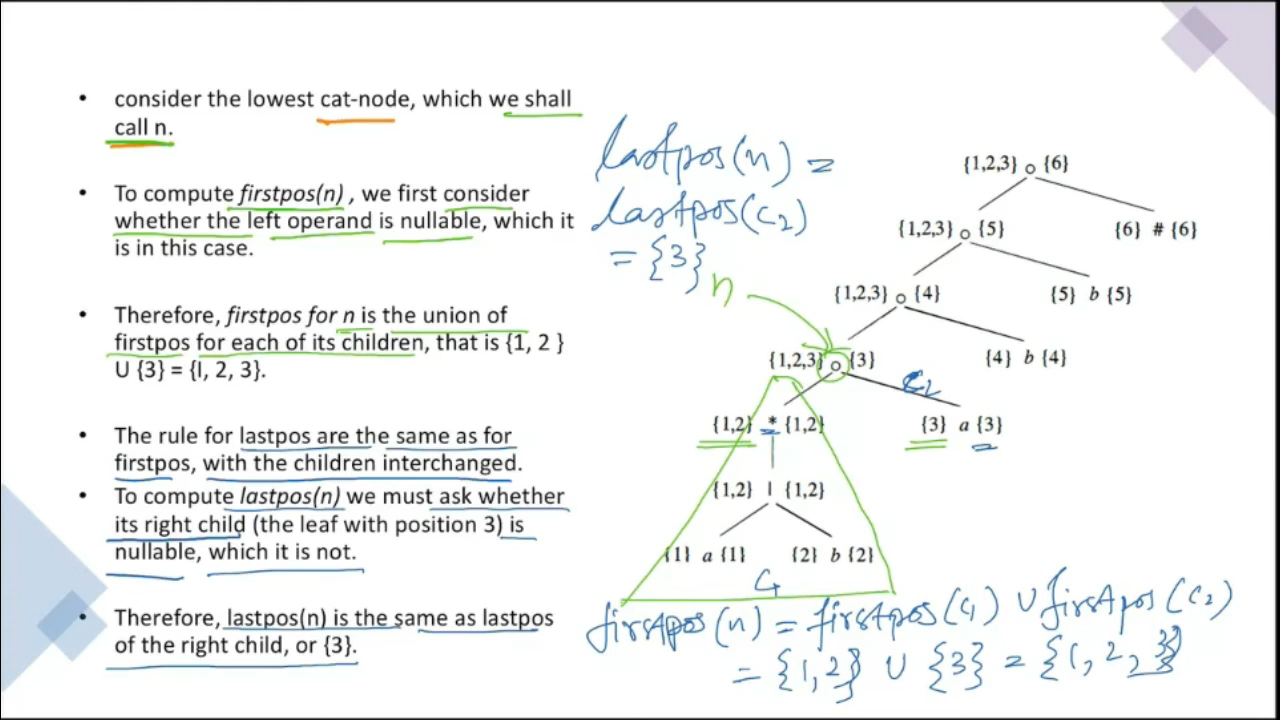 • consider the lowest cat-node, which we shall
call n.
• To compute firstpos(n) , we first consider
whether the left operand is nullable, which it
is in this case.
• Therefore, firstpos for n is the union of
firstpos for each of its children, that is {1, 2 }
U {3} = {I, 2, 3}.
• The rule for lastpos are the same as for
firstpos, with the children interchanged.
• To compute lastpos(n) we must ask whether
its right child (the leaf with position 3) is
nullable, which it is not.
• Therefore, lastpos(n) is the same as lastpos
of the right child, or {3}.
lastpos(n) =
lastpos(c2)
= {3}
n
{1,2,3} o {6}
{1,2,3} o {5}
{6} # {6}
{1,2,3} o {4}
{5} b {5}
{1,2,3} o {3}
{4} b {4}
c2
{1,2} * {1,2}
{3} a {3}
{1,2} | {1,2}
{1} a {1}
{2} b {2}
c1
firstpos(n) = firstpos(c1) ∪ firstpos(c2)
= {1,2} ∪ {3} = {1, 2, 3}